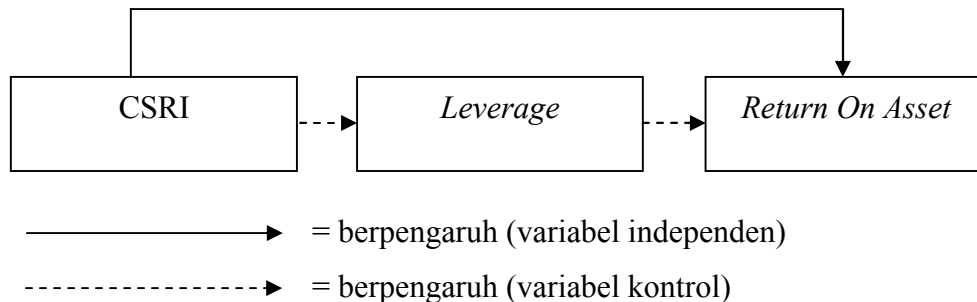 CSRI
Leverage
Return On Asset
= berpengaruh (variabel independen)
= berpengaruh (variabel kontrol)